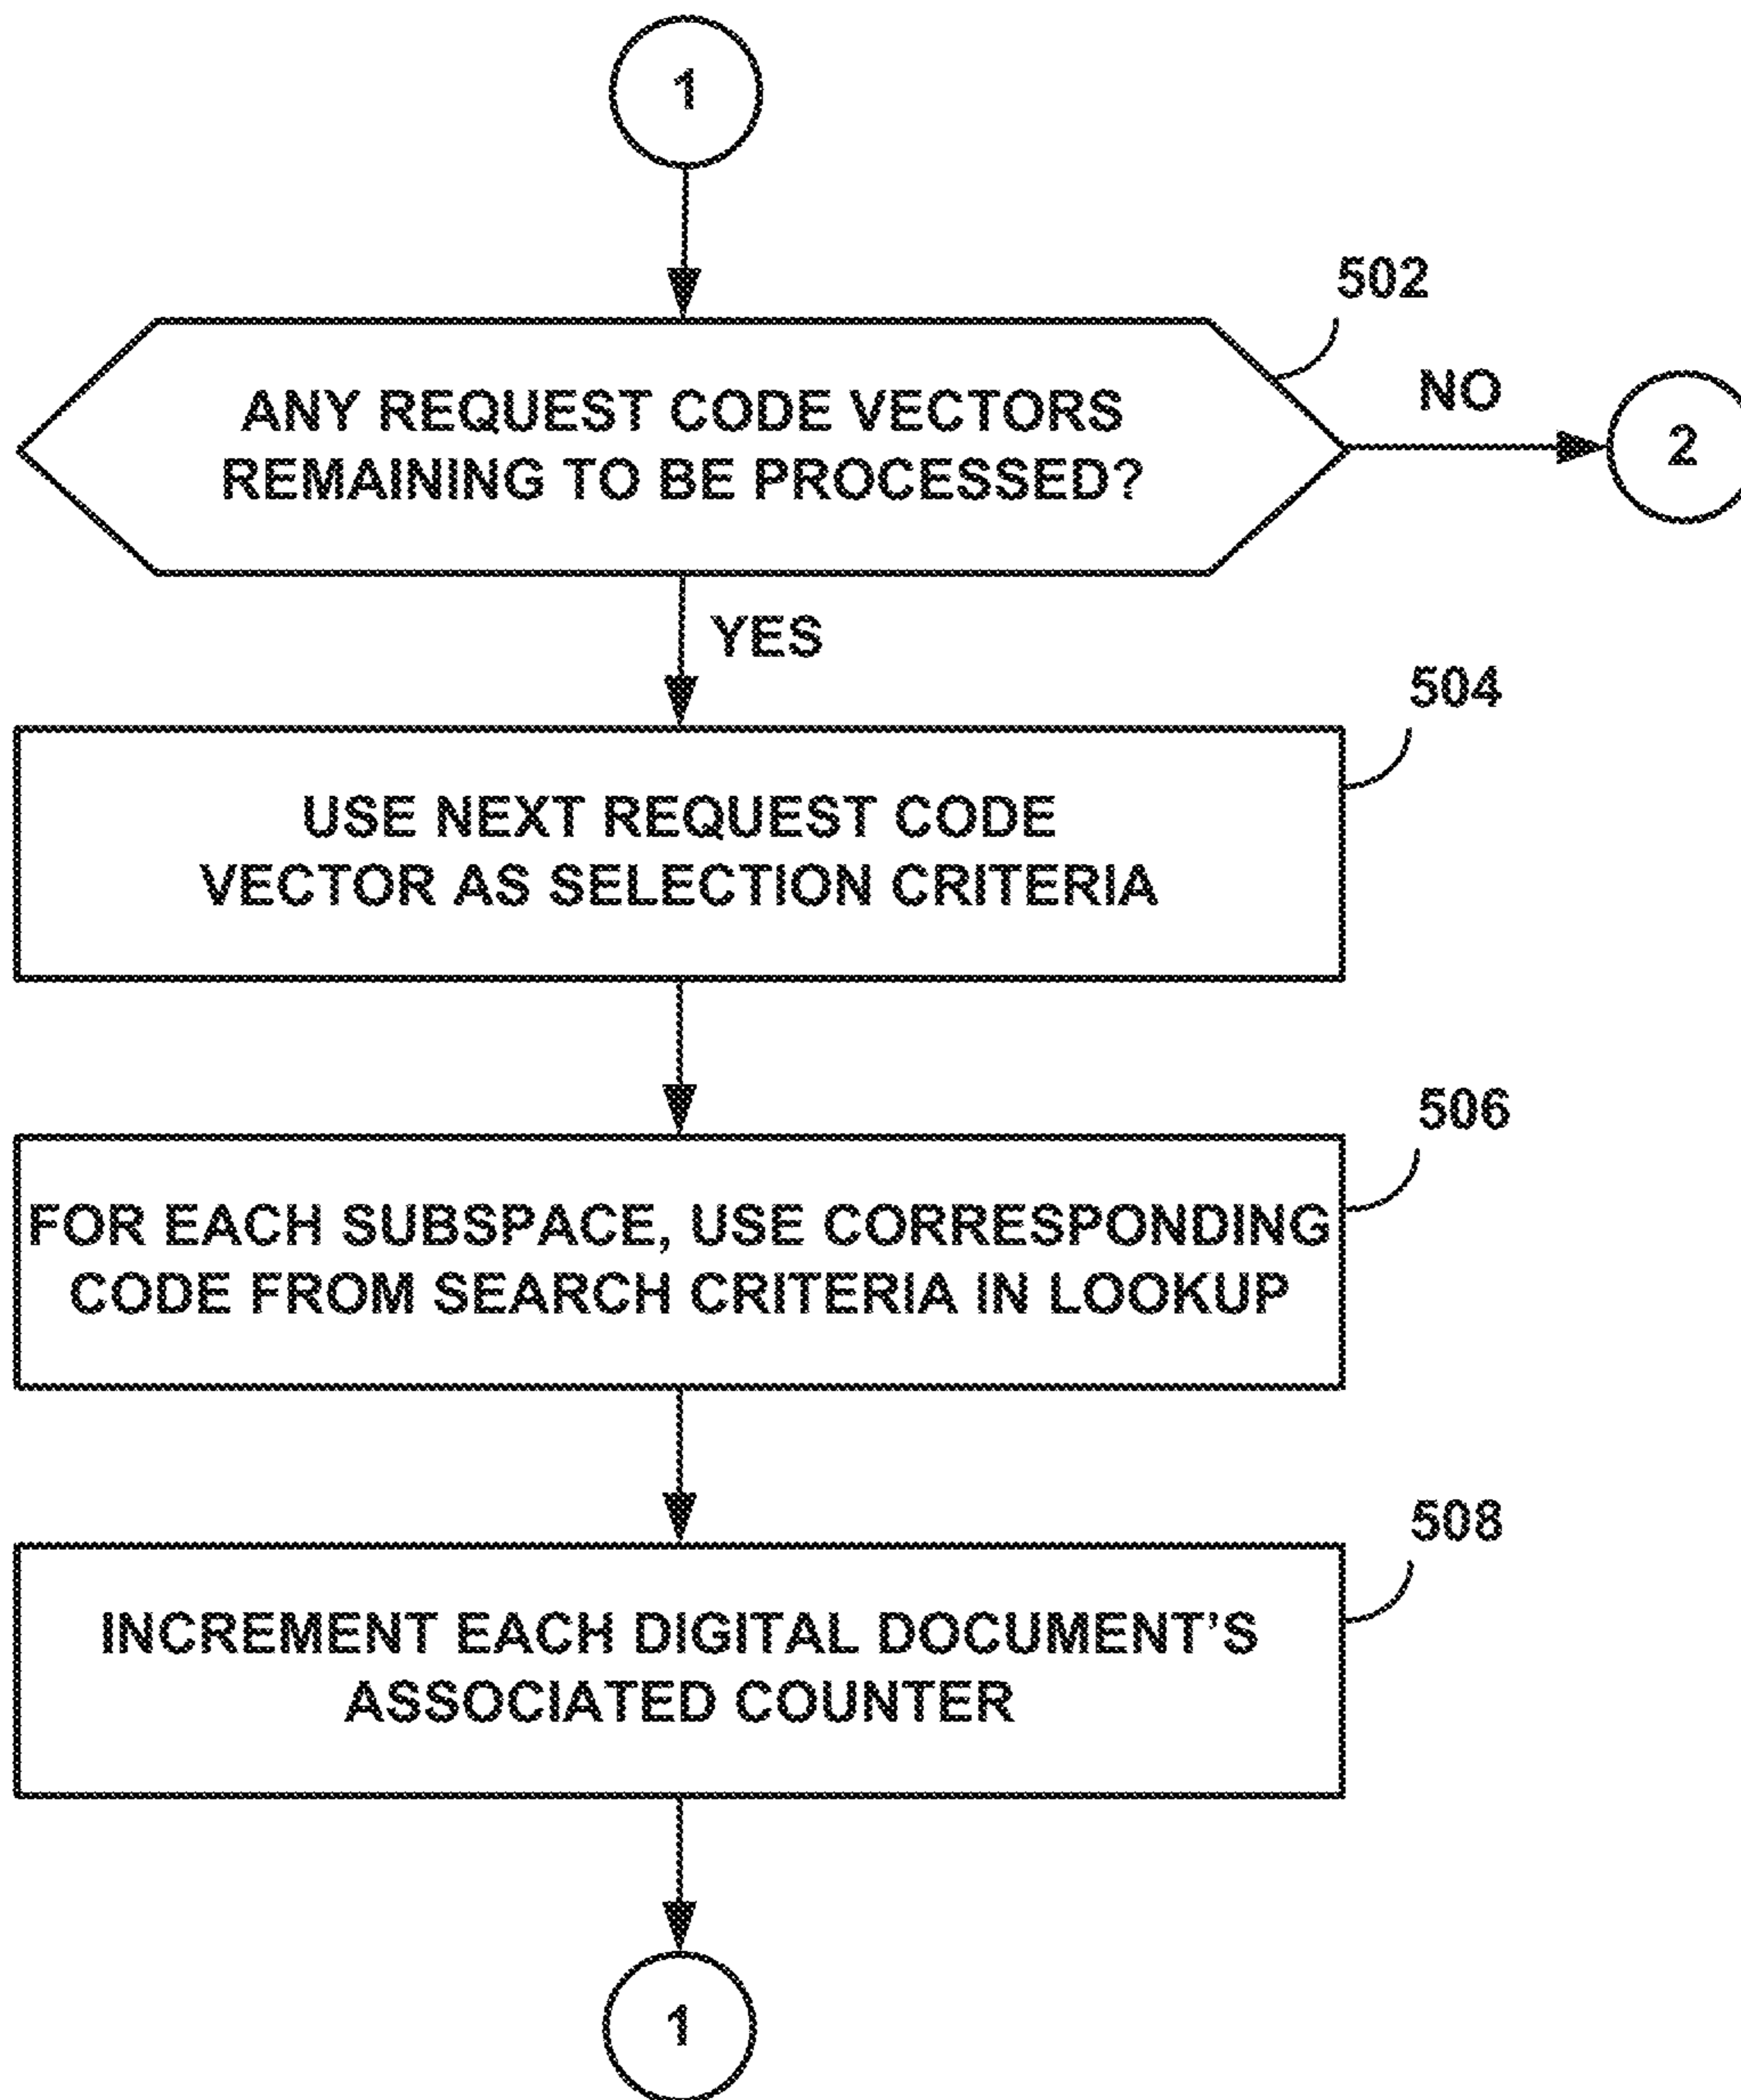 1
502
ANY REQUEST CODE VECTORS
REMAINING TO BE PROCESSED?
NO
2
YES
504
USE NEXT REQUEST CODE
VECTOR AS SELECTION CRITERIA
506
FOR EACH SUBSPACE, USE CORRESPONDING
CODE FROM SEARCH CRITERIA IN LOOKUP
508
INCREMENT EACH DIGITAL DOCUMENT'S
ASSOCIATED COUNTER
1